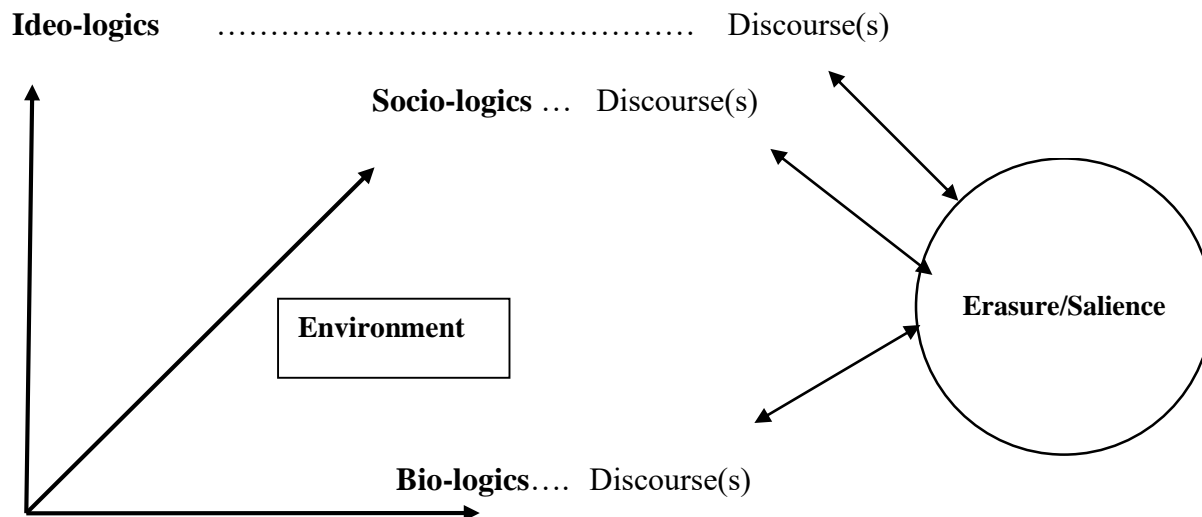 Ideo-logics ………………………………………… Discourse(s)
Socio-logics … Discourse(s)
Environment
Erasure/Salience
Bio-logics…. Discourse(s)